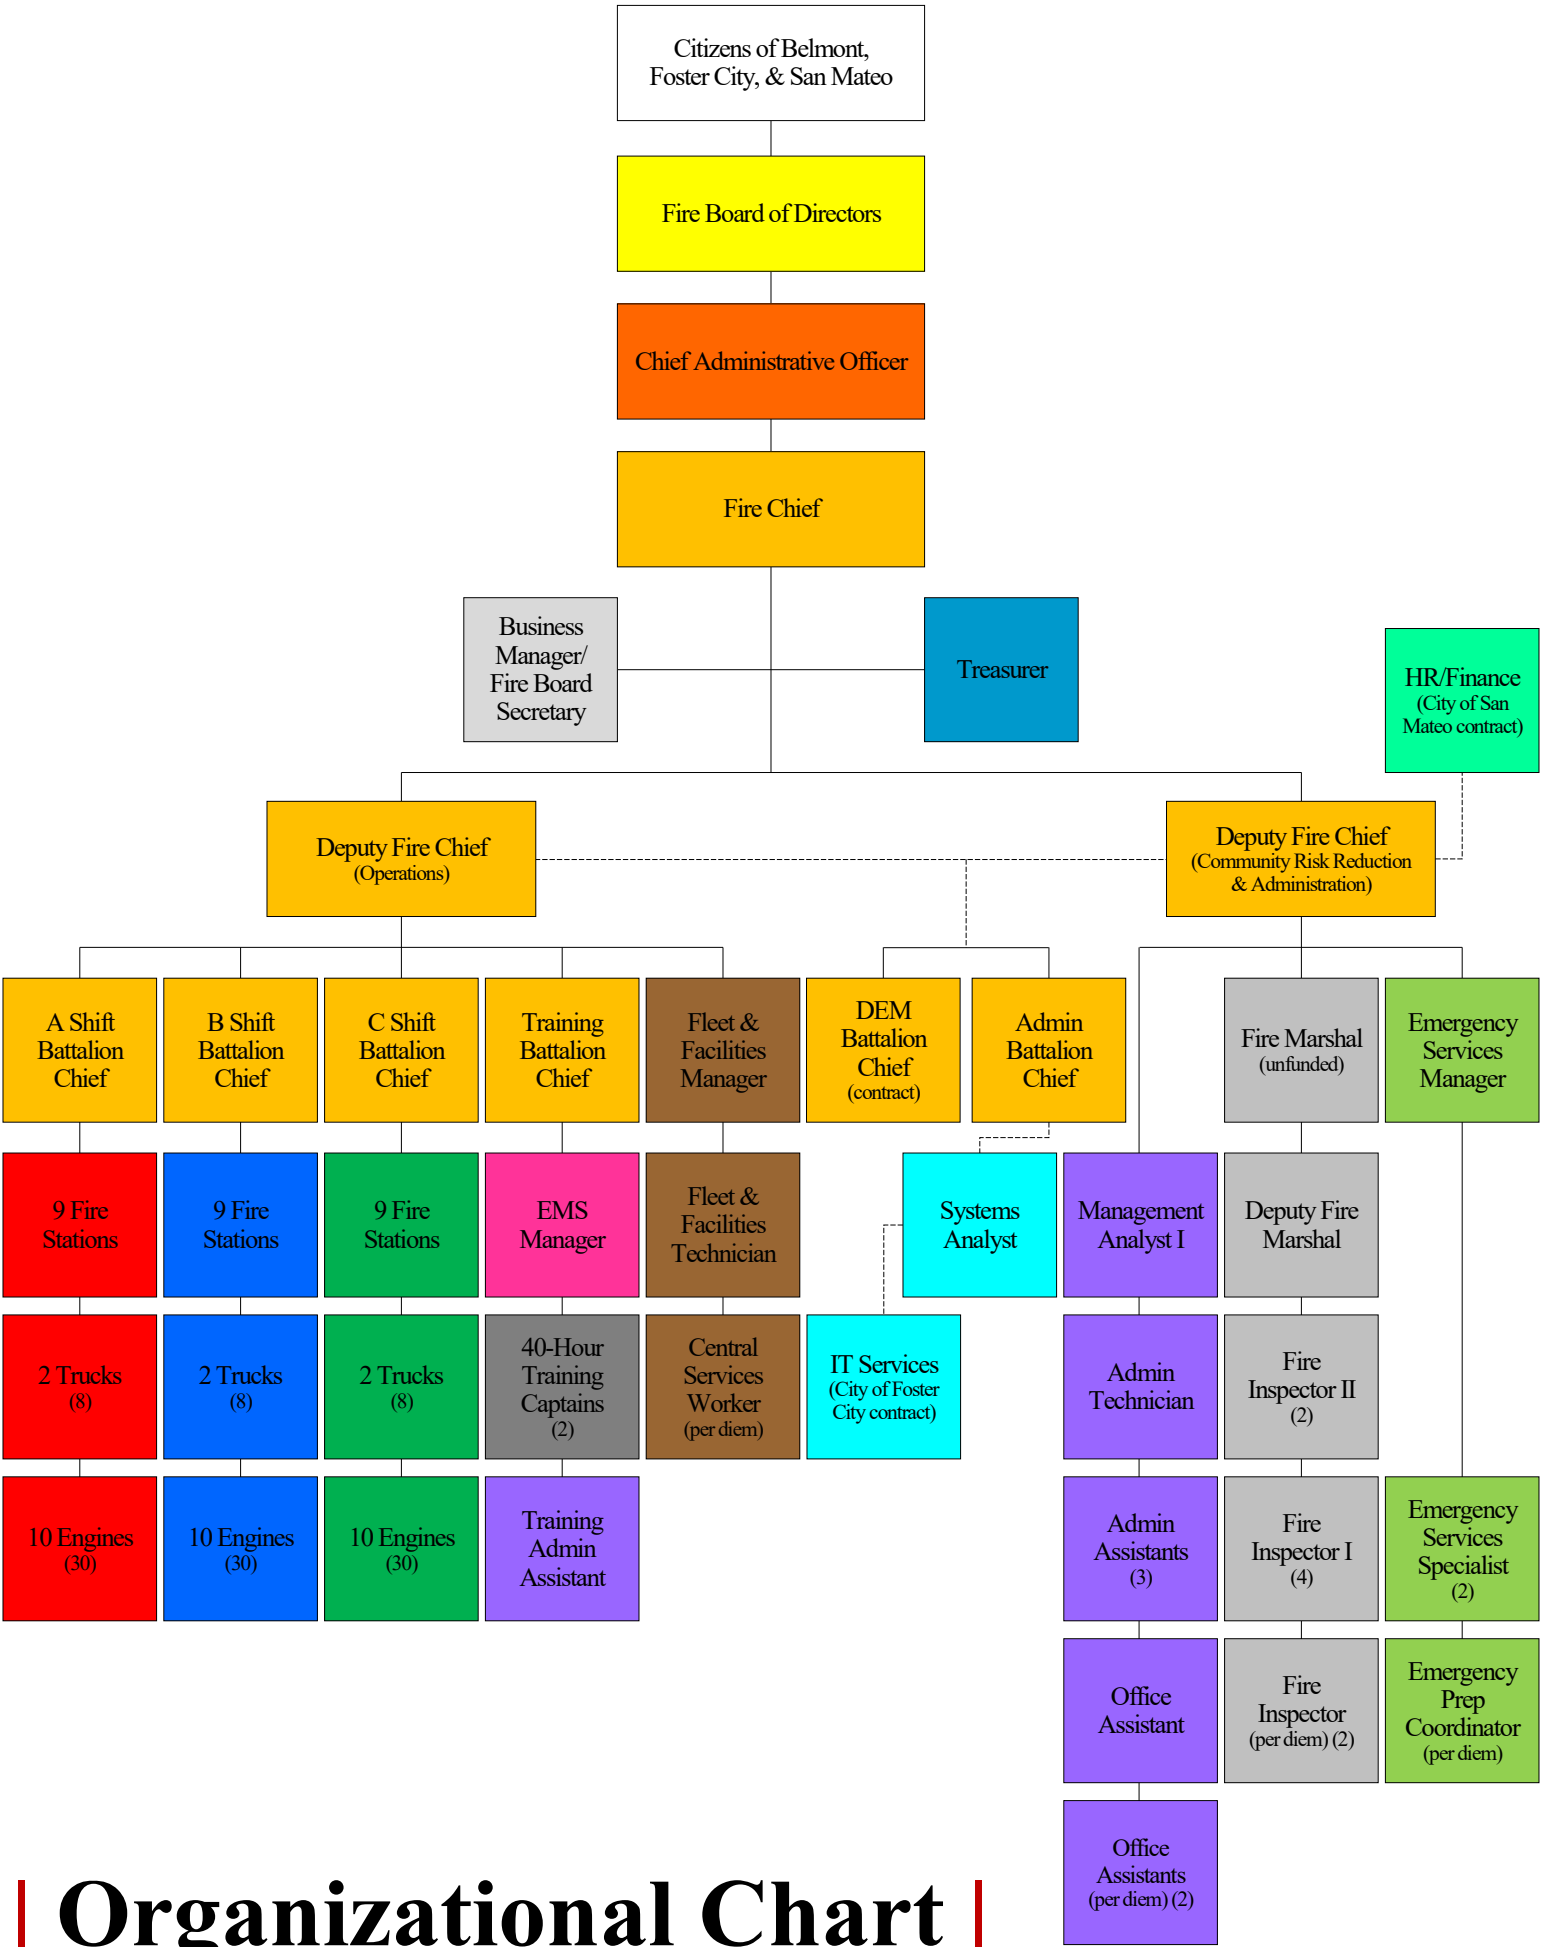 Citizens of Belmont,
Foster City, & San Mateo
Fire Board of Directors
Chief Administrative Officer
Fire Chief
Business
Manager/
Fire Board
Secretary
Treasurer
HR/Finance
(City of San
Mateo contract)
Deputy Fire Chief
(Operations)
Deputy Fire Chief
(Community Risk Reduction
& Administration)
A Shift
Battalion
Chief
B Shift
Battalion
Chief
C Shift
Battalion
Chief
Training
Battalion
Chief
Fleet &
Facilities
Manager
DEM
Battalion
Chief
(contract)
Admin
Battalion
Chief
Fire Marshal
(unfunded)
Emergency
Services
Manager
9 Fire
Stations
9 Fire
Stations
9 Fire
Stations
EMS
Manager
Fleet &
Facilities
Technician
Systems
Analyst
Management
Analyst I
Deputy Fire
Marshal
2 Trucks
(8)
2 Trucks
(8)
2 Trucks
(8)
40-Hour
Training
Captains
(2)
Central
Services
Worker
(per diem)
IT Services
(City of Foster
City contract)
Admin
Technician
Fire
Inspector II
(2)
10 Engines
(30)
10 Engines
(30)
10 Engines
(30)
Training
Admin
Assistant
Admin
Assistants
(3)
Fire
Inspector I
(4)
Emergency
Services
Specialist
(2)
Office
Assistant
Fire
Inspector
(per diem) (2)
Emergency
Prep
Coordinator
(per diem)
Office
Assistants
(per diem) (2)
Organizational Chart